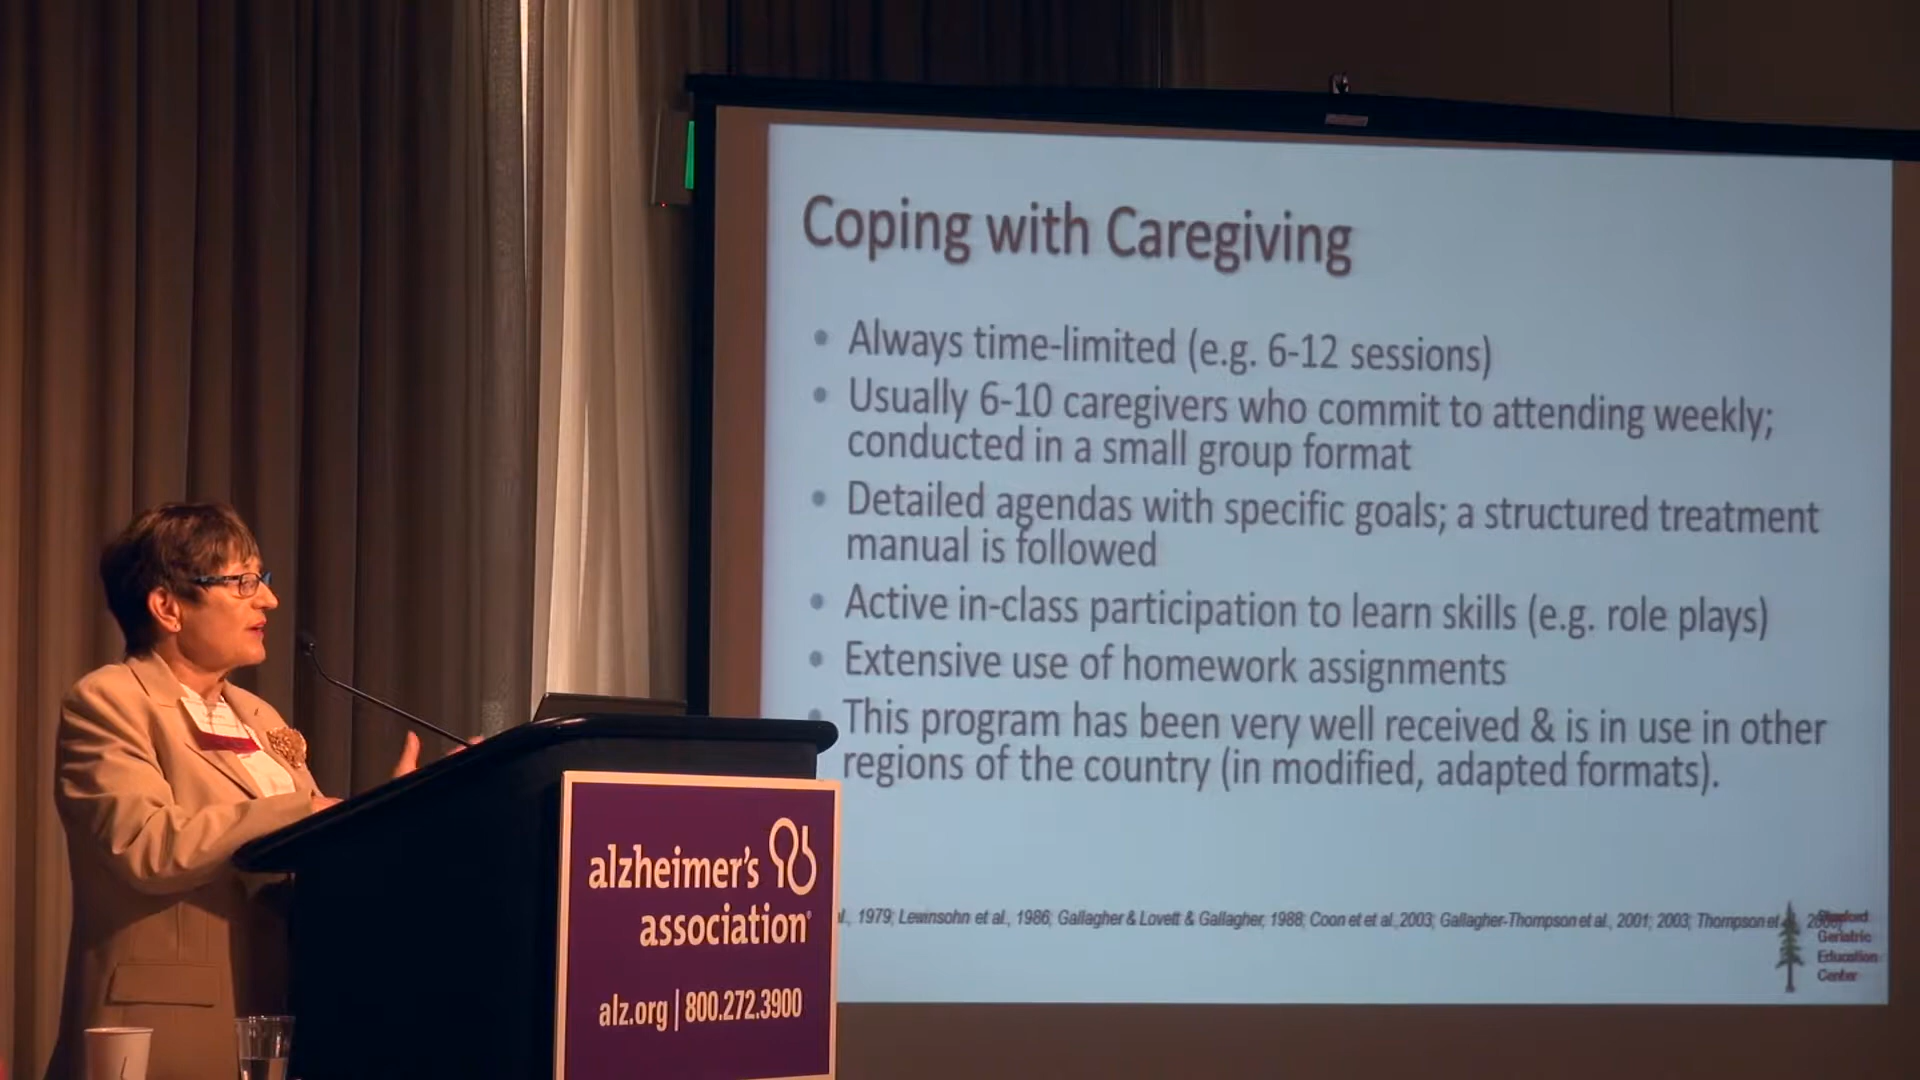 Coping with Caregiving
• Always time-limited (e.g. 6-12 sessions)
• Usually 6-10 caregivers who commit to attending weekly;
conducted in a small group format
• Detailed agendas with specific goals; a structured treatment
manual is followed
• Active in-class participation to learn skills (e.g. role plays)
• Extensive use of homework assignments
• This program has been very well received & is in use in other
regions of the country (in modified, adapted formats).
1979; Lewinsohn et al., 1986; Gallagher & Lovett & Gallagher, 1988; Coon et et al. 2003; Gallagher-Thompson et al., 2001; 2003; Thompson et
Stanford
Geriatric
Education
Center
alzheimer's
association®
alz.org | 800.272.3900